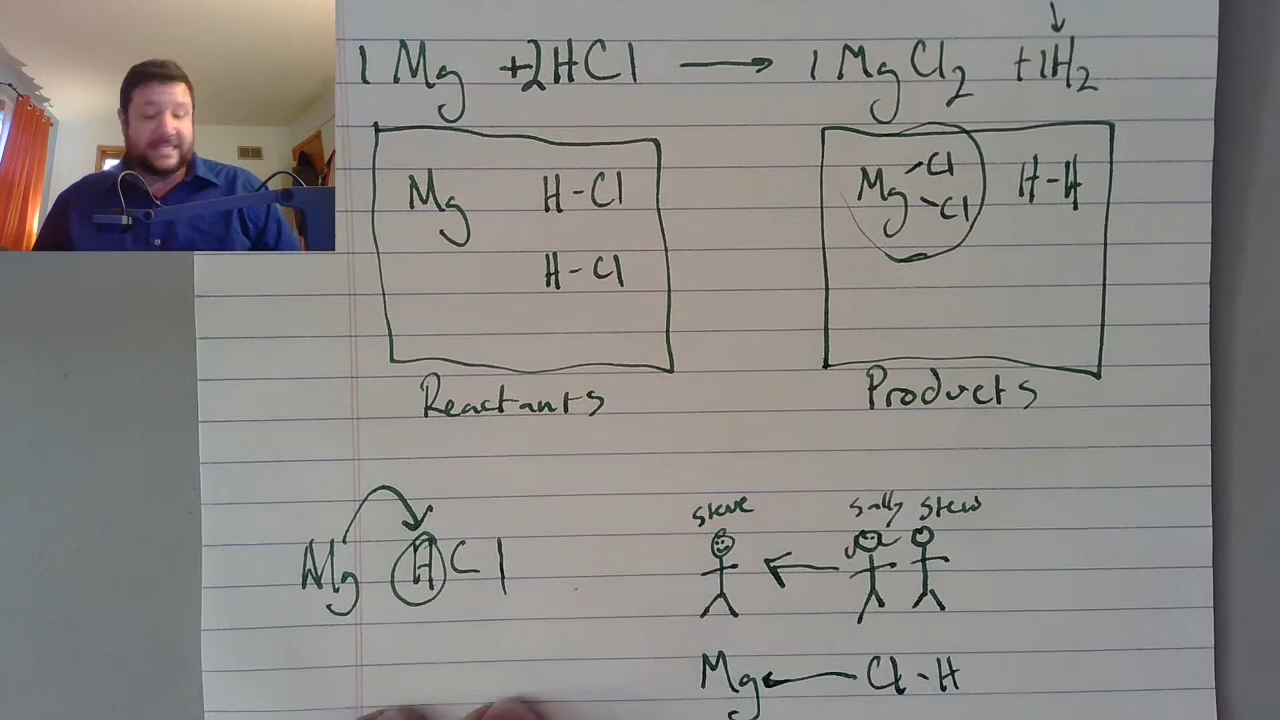 1 Mg + 2HCl → 1 MgCl₂ + 1H₂
Mg H-Cl
H-Cl
Mg -Cl -Cl H-H
Reactants
Products
Mg HCl
steve sally stew
Mg ← Cl-H